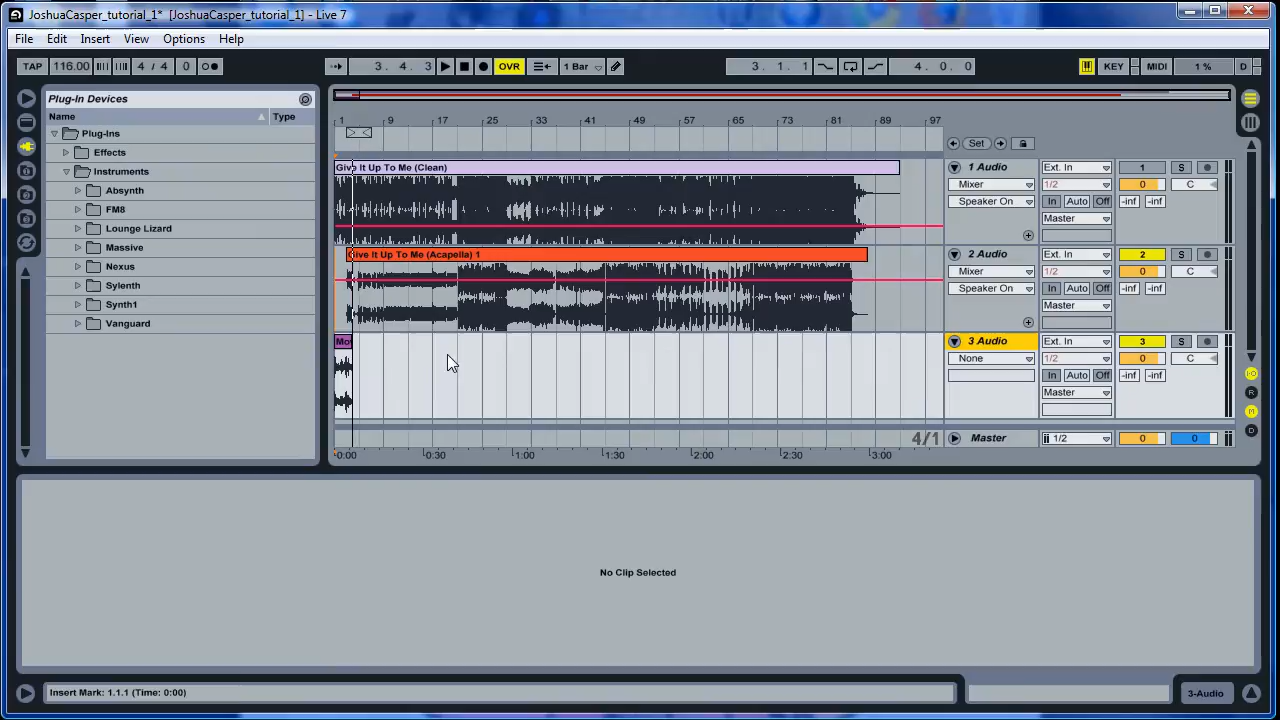 JoshuaCasper_tutorial_1* [JoshuaCasper_tutorial_1] - Live 7
File Edit Insert View Options Help
TAP 116.00 4 / 4 0 3. 4. 3 OVR 1 Bar 3. 1. 1 4. 0. 0 KEY MIDI 1 % D
Plug-In Devices
Name Type
Plug-Ins
Effects
Instruments
Absynth
FM8
Lounge Lizard
Massive
Nexus
Sylenth
Synth1
Vanguard
1 9 17 25 33 41 49 57 65 73 81 89 97
Set
Give It Up To Me (Clean)
1 Audio Ext. In 1 S
Mixer 1/2 0 C
Speaker On In Auto Off -inf -inf
Master
Give It Up To Me (Acapella) 1
2 Audio Ext. In 2 S
Mixer 1/2 0 C
Speaker On In Auto Off -inf -inf
Master
Mo
3 Audio Ext. In 3 S
None 1/2 0 C
In Auto Off -inf -inf
Master
4/1 Master 1/2 0 0
0:00 0:30 1:00 1:30 2:00 2:30 3:00
I-O
R
M
D
No Clip Selected
Insert Mark: 1.1.1 (Time: 0:00)
3-Audio